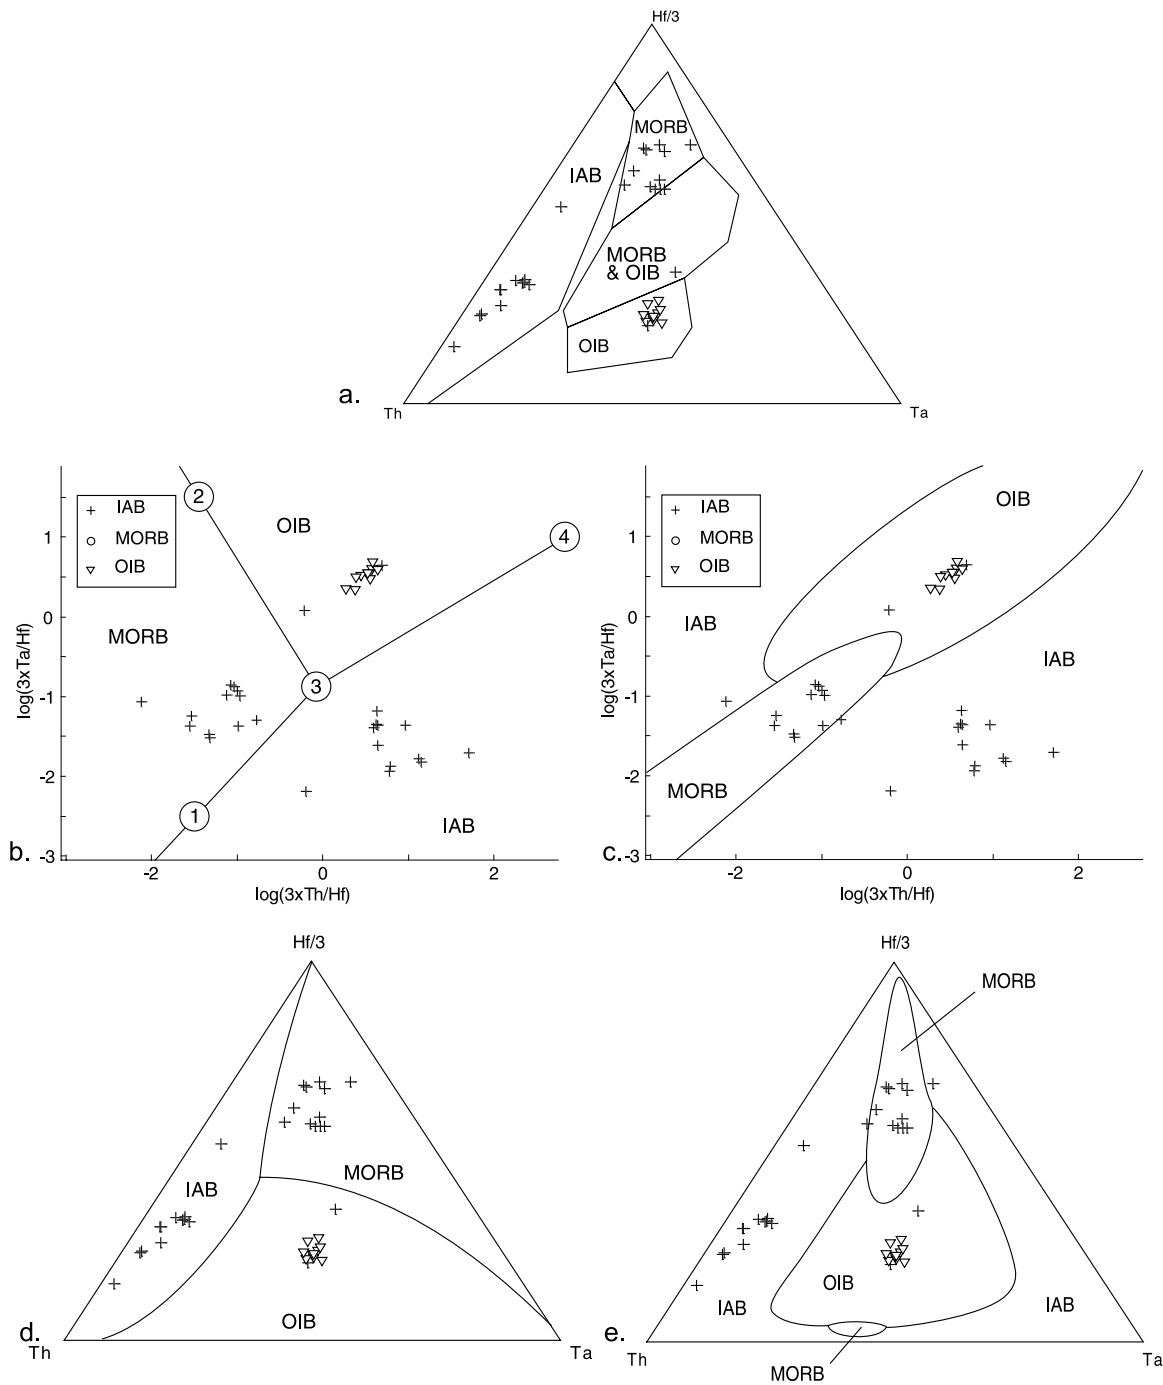 Hf/3
MORB
IAB
MORB
& OIB
OIB
a.
Th
Ta
2
IAB
MORB
OIB
OIB
4
1
0
-1
-2
-3
log(3xTa/Hf)
MORB
3
1
IAB
b.
-2
0
2
log(3xTh/Hf)
IAB
MORB
OIB
OIB
1
0
-1
-2
-3
log(3xTa/Hf)
IAB
IAB
MORB
c.
-2
0
2
log(3xTh/Hf)
Hf/3
MORB
IAB
OIB
d.
Th
Ta
Hf/3
MORB
OIB
IAB
IAB
e.
Th
Ta
MORB